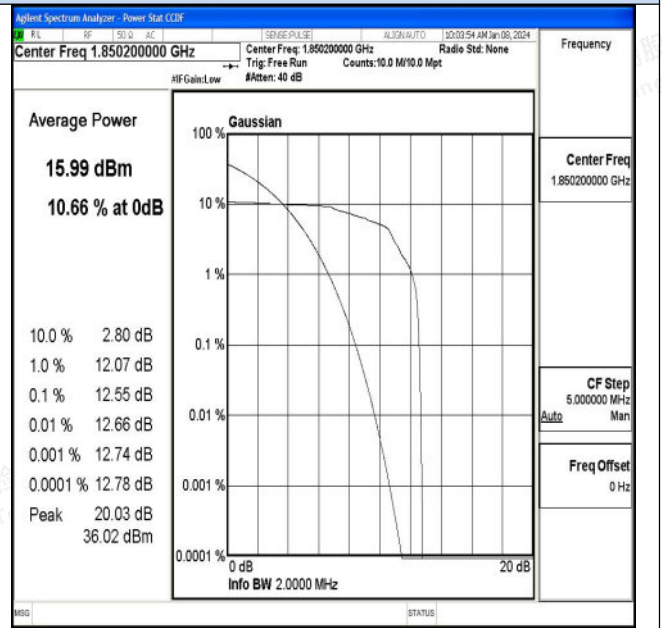 Agilent Spectrum Analyzer - Power Stat CCDF
RL RF 50 Ω AC SENSE:PULSE ALIGNAUTO 10:03:54 AM Jan 08, 2024
Center Freq 1.850200000 GHz
Center Freq: 1.850200000 GHz Radio Std: None
Trig: Free Run Counts:10.0 M/10.0 Mpt
#IFGain:Low #Atten: 40 dB
Frequency
Average Power
15.99 dBm
10.66 % at 0dB
10.0 % 2.80 dB
1.0 % 12.07 dB
0.1 % 12.55 dB
0.01 % 12.66 dB
0.001 % 12.74 dB
0.0001 % 12.78 dB
Peak 20.03 dB
36.02 dBm
Gaussian
100 %
10 %
1 %
0.1 %
0.01 %
0.001 %
0.0001 %
0 dB 20 dB
Info BW 2.0000 MHz
Center Freq
1.850200000 GHz
CF Step
5.000000 MHz
Auto Man
Freq Offset
0 Hz
MSG STATUS